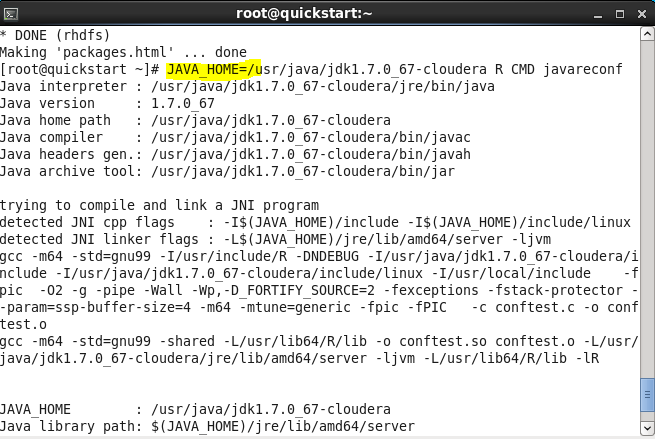 root@quickstart:~
* DONE (rhdfs)
Making 'packages.html' ... done
[root@quickstart ~]# JAVA_HOME=/usr/java/jdk1.7.0_67-cloudera R CMD javareconf
Java interpreter : /usr/java/jdk1.7.0_67-cloudera/jre/bin/java
Java version     : 1.7.0_67
Java home path   : /usr/java/jdk1.7.0_67-cloudera
Java compiler    : /usr/java/jdk1.7.0_67-cloudera/bin/javac
Java headers gen.: /usr/java/jdk1.7.0_67-cloudera/bin/javah
Java archive tool: /usr/java/jdk1.7.0_67-cloudera/bin/jar
trying to compile and link a JNI program
detected JNI cpp flags    : -I$(JAVA_HOME)/include -I$(JAVA_HOME)/include/linux
detected JNI linker flags : -L$(JAVA_HOME)/jre/lib/amd64/server -ljvm
gcc -m64 -std=gnu99 -I/usr/include/R -DNDEBUG -I/usr/java/jdk1.7.0_67-cloudera/i
nclude -I/usr/java/jdk1.7.0_67-cloudera/include/linux -I/usr/local/include    -f
pic  -O2 -g -pipe -Wall -Wp,-D_FORTIFY_SOURCE=2 -fexceptions -fstack-protector -
-param=ssp-buffer-size=4 -m64 -mtune=generic -fpic -fPIC   -c conftest.c -o conf
test.o
gcc -m64 -std=gnu99 -shared -L/usr/lib64/R/lib -o conftest.so conftest.o -L/usr/
java/jdk1.7.0_67-cloudera/jre/lib/amd64/server -ljvm -L/usr/lib64/R/lib -lR
JAVA_HOME        : /usr/java/jdk1.7.0_67-cloudera
Java library path: $(JAVA_HOME)/jre/lib/amd64/server